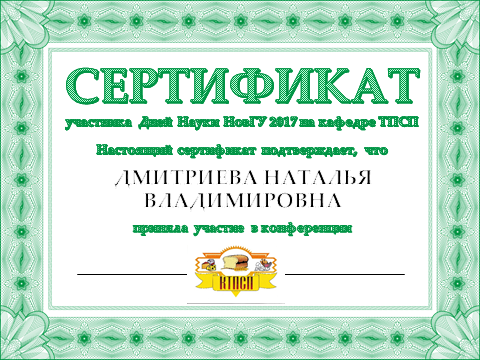 СЕРТИФИКАТ
участника Дней Науки НовГУ 2017 на кафедре ТПСП
Настоящий сертификат подтверждает, что
ДМИТРИЕВА НАТАЛЬЯ
ВЛАДИМИРОВНА
приняла участие в конференции
КТПСП